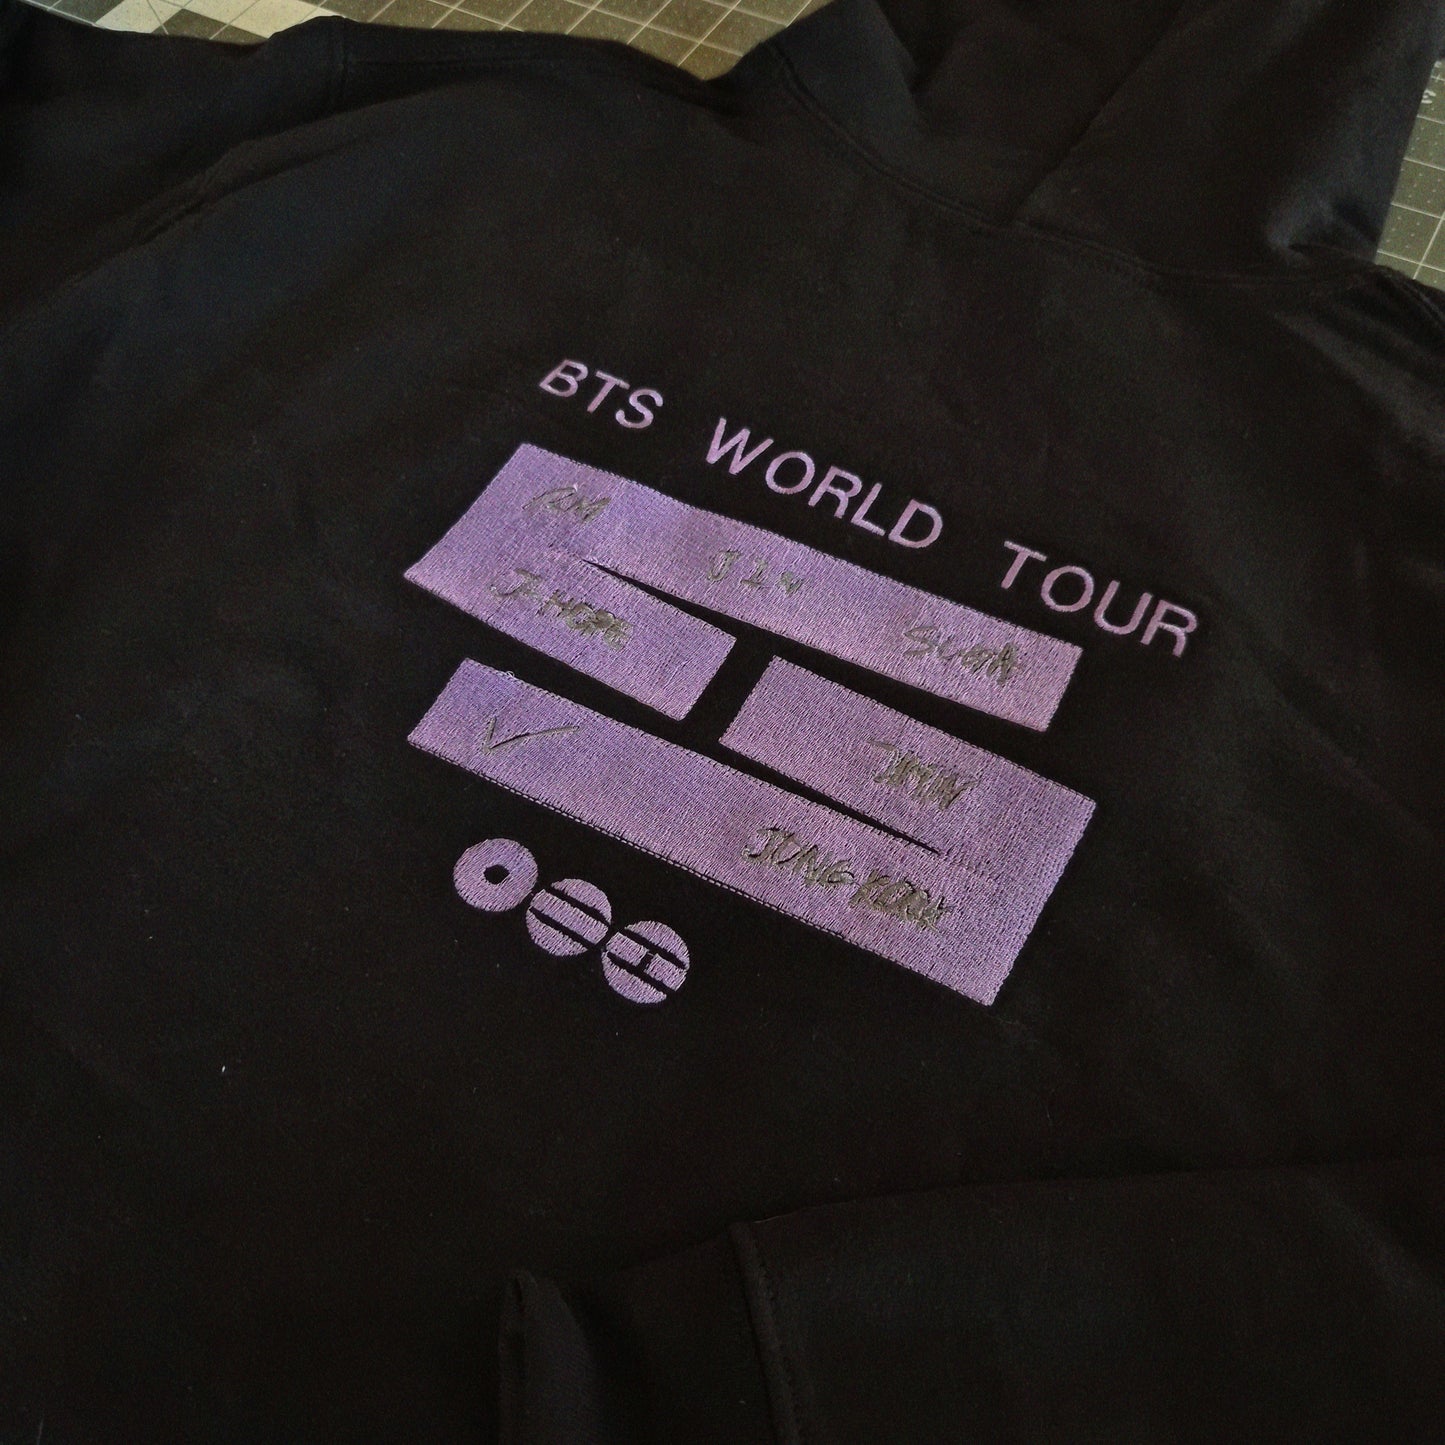 BTS WORLD TOUR
RM JIN SUGA
J-HOPE
V JIMIN
JUNG KOOK